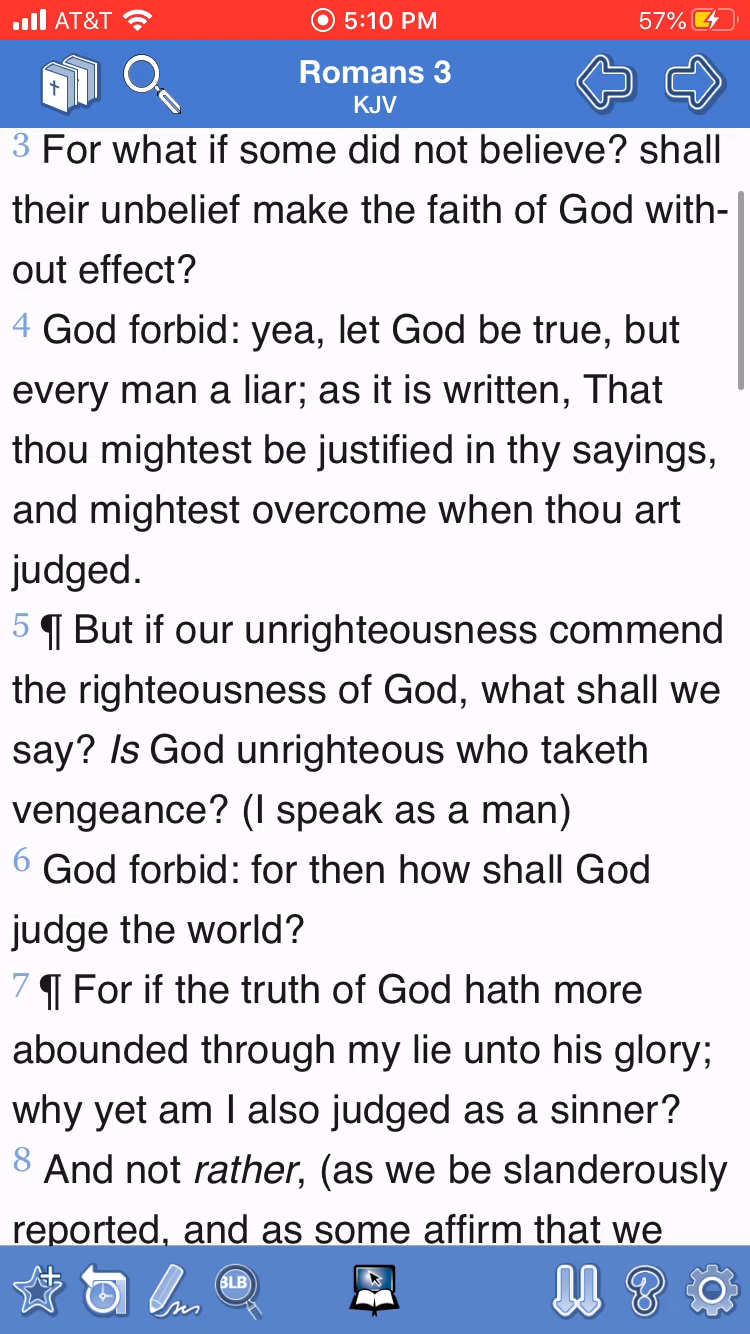 AT&T 5:10 PM 57%
Romans 3
KJV
3 For what if some did not believe? shall
their unbelief make the faith of God with-
out effect?
4 God forbid: yea, let God be true, but
every man a liar; as it is written, That
thou mightest be justified in thy sayings,
and mightest overcome when thou art
judged.
5 ¶ But if our unrighteousness commend
the righteousness of God, what shall we
say? Is God unrighteous who taketh
vengeance? (I speak as a man)
6 God forbid: for then how shall God
judge the world?
7 ¶ For if the truth of God hath more
abounded through my lie unto his glory;
why yet am I also judged as a sinner?
8 And not rather, (as we be slanderously
reported, and as some affirm that we
BLB